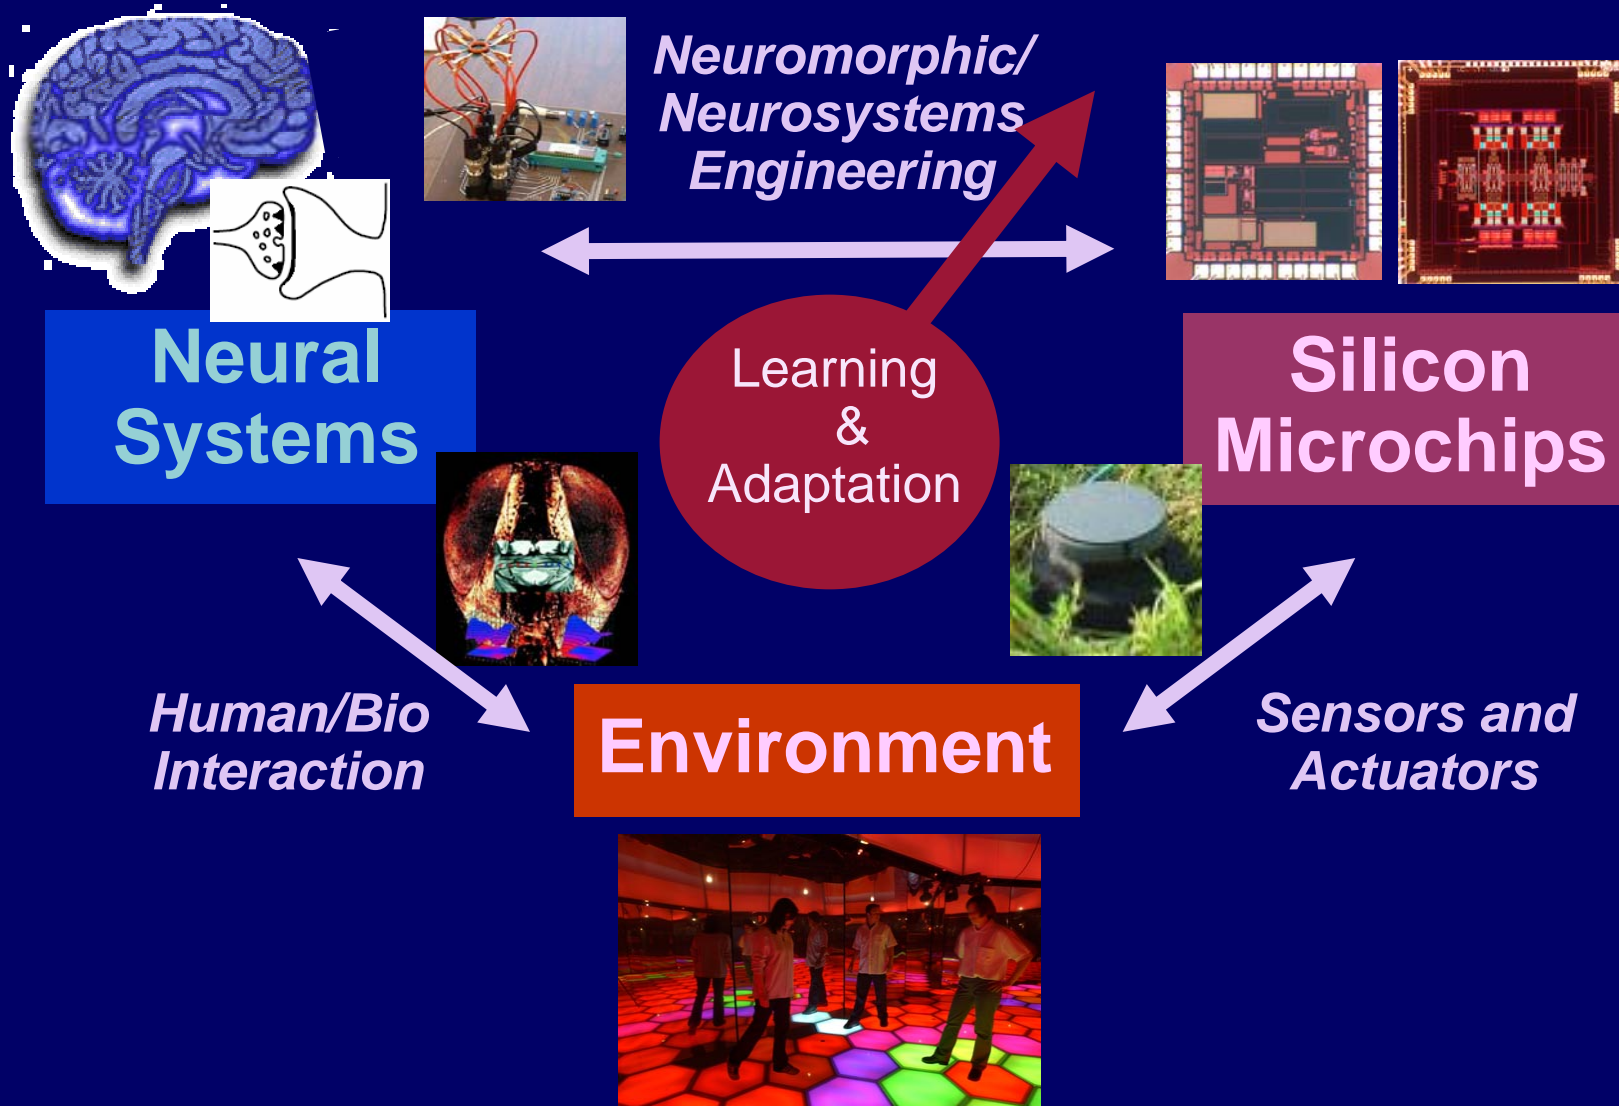 Neuromorphic/
Neurosystems
Engineering
Neural
Systems
Learning
&
Adaptation
Silicon
Microchips
Human/Bio
Interaction
Environment
Sensors and
Actuators